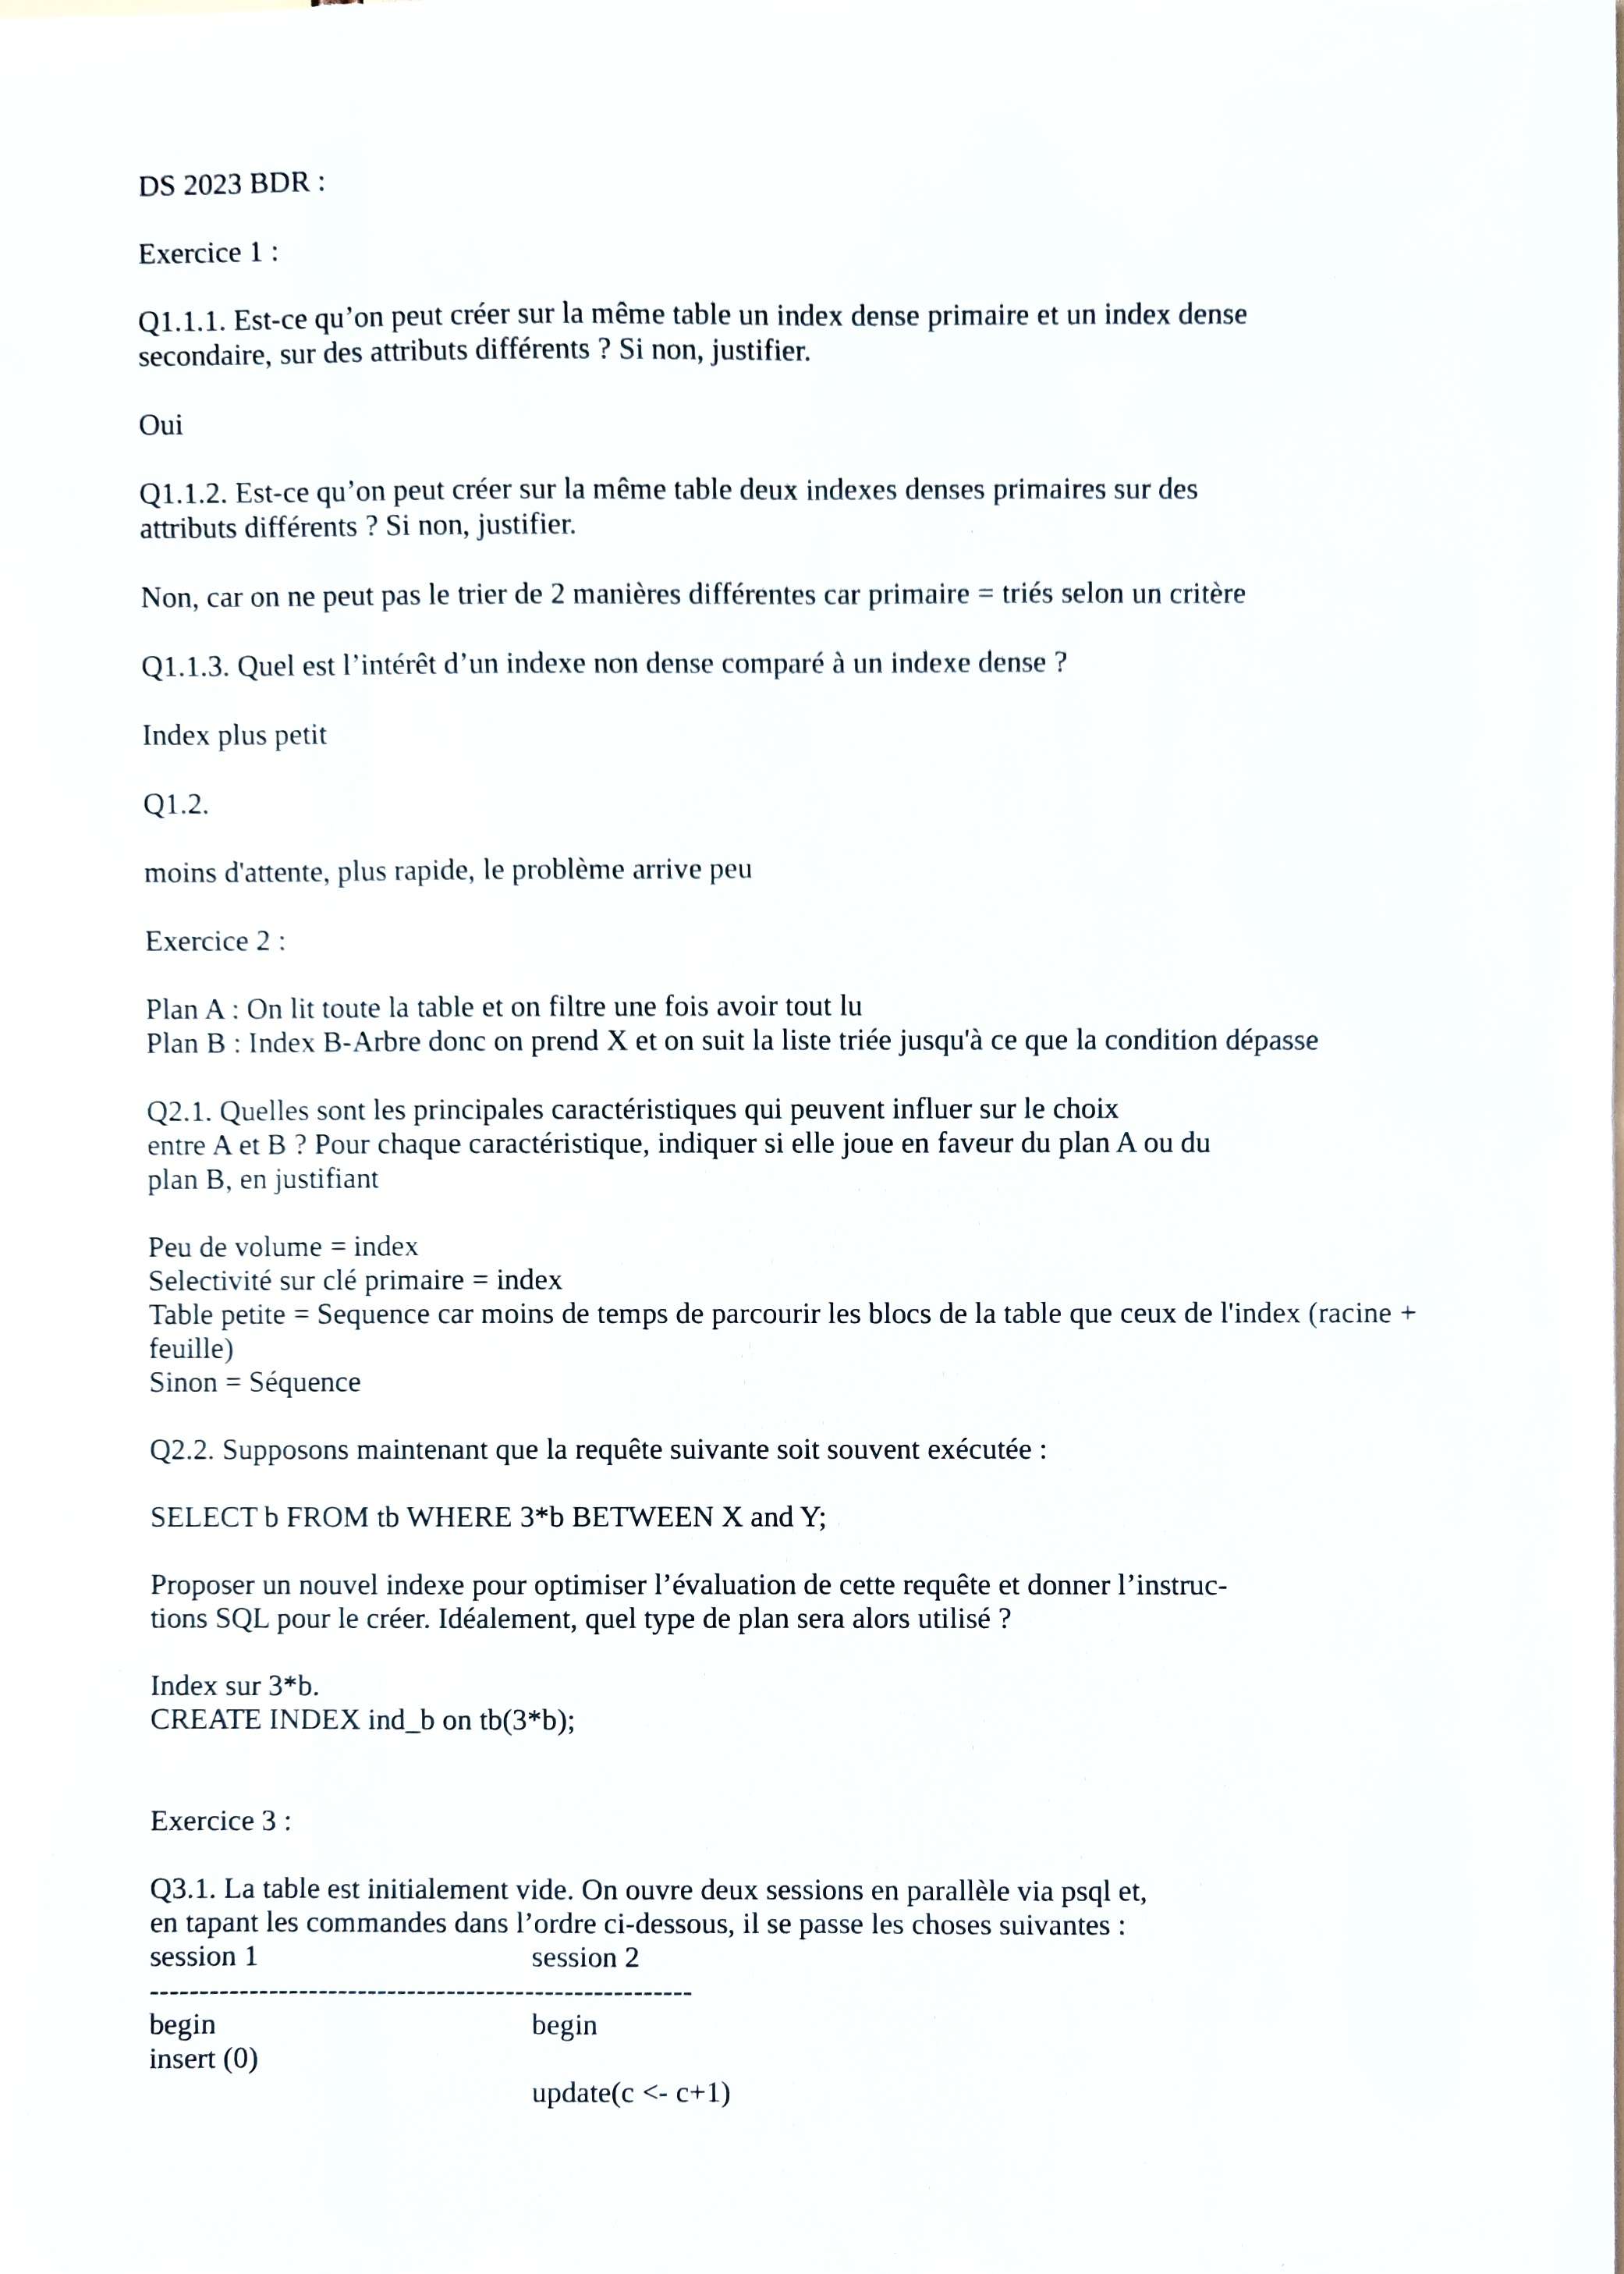 DS 2023 BDR :
Exercice 1 :
Q1.1.1. Est-ce qu’on peut créer sur la même table un index dense primaire et un index dense
secondaire, sur des attributs différents ? Si non, justifier.
Oui
Q1.1.2. Est-ce qu’on peut créer sur la même table deux indexes denses primaires sur des
attributs différents ? Si non, justifier.
Non, car on ne peut pas le trier de 2 manières différentes car primaire = triés selon un critère
Q1.1.3. Quel est l’intérêt d’un indexe non dense comparé à un indexe dense ?
Index plus petit
Q1.2.
moins d'attente, plus rapide, le problème arrive peu
Exercice 2 :
Plan A : On lit toute la table et on filtre une fois avoir tout lu
Plan B : Index B-Arbre donc on prend X et on suit la liste triée jusqu'à ce que la condition dépasse
Q2.1. Quelles sont les principales caractéristiques qui peuvent influer sur le choix
entre A et B ? Pour chaque caractéristique, indiquer si elle joue en faveur du plan A ou du
plan B, en justifiant
Peu de volume = index
Selectivité sur clé primaire = index
Table petite = Sequence car moins de temps de parcourir les blocs de la table que ceux de l'index (racine +
feuille)
Sinon = Séquence
Q2.2. Supposons maintenant que la requête suivante soit souvent exécutée :
SELECT b FROM tb WHERE 3*b BETWEEN X and Y;
Proposer un nouvel indexe pour optimiser l’évaluation de cette requête et donner l’instruc-
tions SQL pour le créer. Idéalement, quel type de plan sera alors utilisé ?
Index sur 3*b.
CREATE INDEX ind_b on tb(3*b);
Exercice 3 :
Q3.1. La table est initialement vide. On ouvre deux sessions en parallèle via psql et,
en tapant les commandes dans l’ordre ci-dessous, il se passe les choses suivantes :
session 1 session 2
-------------------------------------------------------
begin begin
insert (0)
update(c <- c+1)